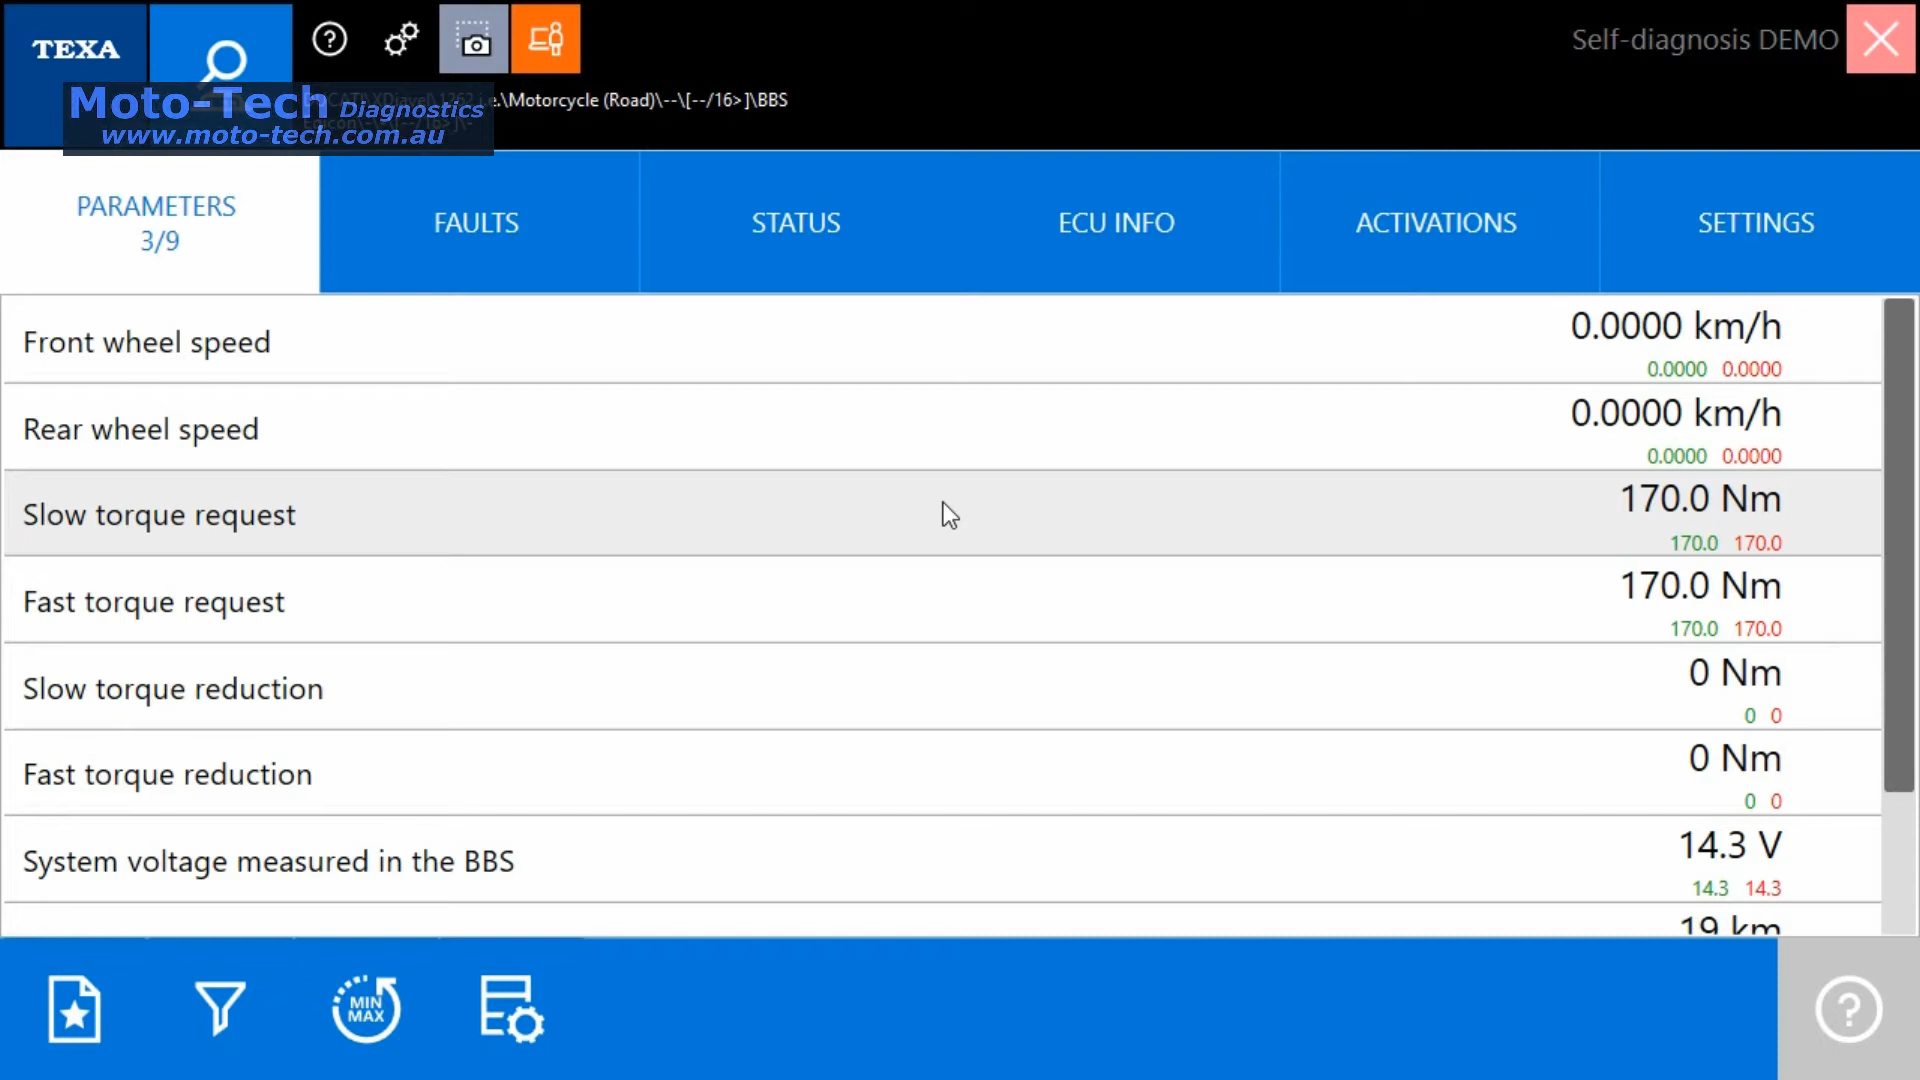 TEXA
Self-diagnosis DEMO
Moto-Tech Diagnostics
www.moto-tech.com.au
DUCATI\XDiavel\1262 i.e.\Motorcycle (Road)\--\[--/16>]\BBS
PARAMETERS
3/9
FAULTS
STATUS
ECU INFO
ACTIVATIONS
SETTINGS
Front wheel speed
0.0000 km/h
0.0000 0.0000
Rear wheel speed
0.0000 km/h
0.0000 0.0000
Slow torque request
170.0 Nm
170.0 170.0
Fast torque request
170.0 Nm
170.0 170.0
Slow torque reduction
0 Nm
0 0
Fast torque reduction
0 Nm
0 0
System voltage measured in the BBS
14.3 V
14.3 14.3
19 km
MIN
MAX